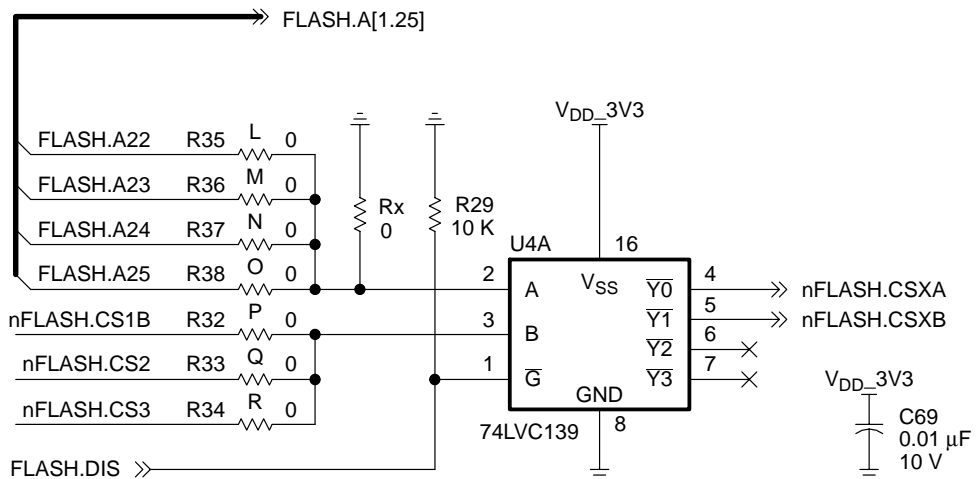 FLASH.A[1.25]
FLASH.A22 R35 L 0
FLASH.A23 R36 M 0
FLASH.A24 R37 N 0
FLASH.A25 R38 O 0
nFLASH.CS1B R32 P 0
nFLASH.CS2 R33 Q 0
nFLASH.CS3 R34 R 0
FLASH.DIS
Rx
0
R29
10 K
VDD_3V3
U4A
16
2
3
1
A
B
G
VSS
GND
Y0
Y1
Y2
Y3
4
5
6
7
nFLASH.CSXA
nFLASH.CSXB
74LVC139
8
VDD_3V3
C69
0.01 μF
10 V